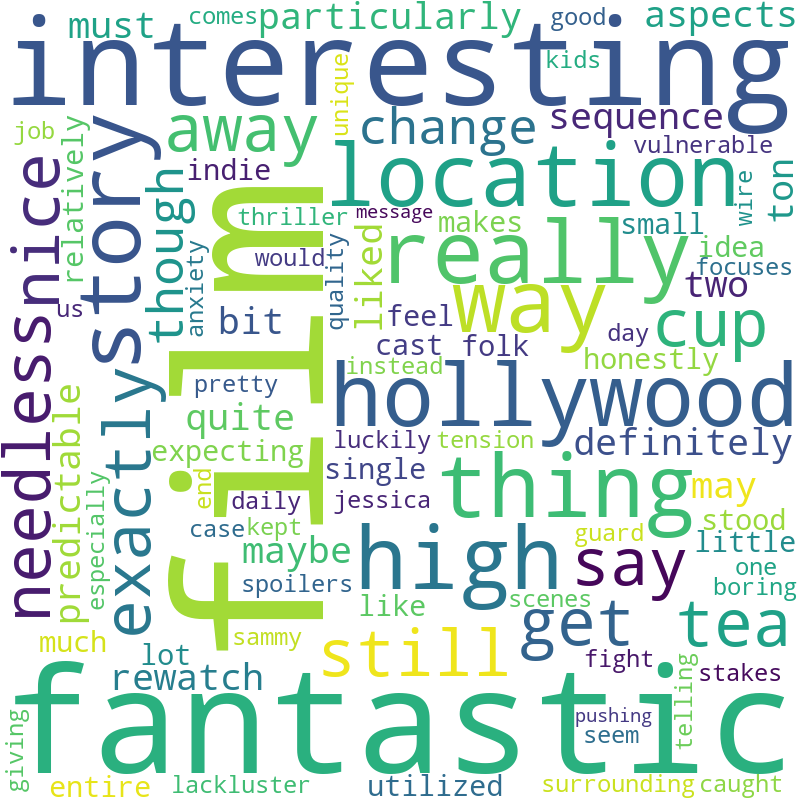 must
comes
particularly
good
aspects
interesting
kids
unique
job
relatively
away
change
sequence
vulnerable
nice
story
indie
location
though
film
thriller
message
makes
small
wire
ton
really
idea
focuses
us
anxiety
would
quality
liked
way
two
bit
feel
cup
day
cast
folk
honestly
needless
exactly
predictable
pretty
instead
hollywood
quite
luckily
tension
definitely
expecting
single
end
daily
jessica
thing
may
especially
case
kept
high
guard
stood
maybe
say
little
one
spoilers
boring
like
scenes
get
tea
sammy
much
still
lot
rewatch
fight
stakes
telling
fantastic
giving
pushing
seem
entire
lackluster
utilized
surrounding
caught